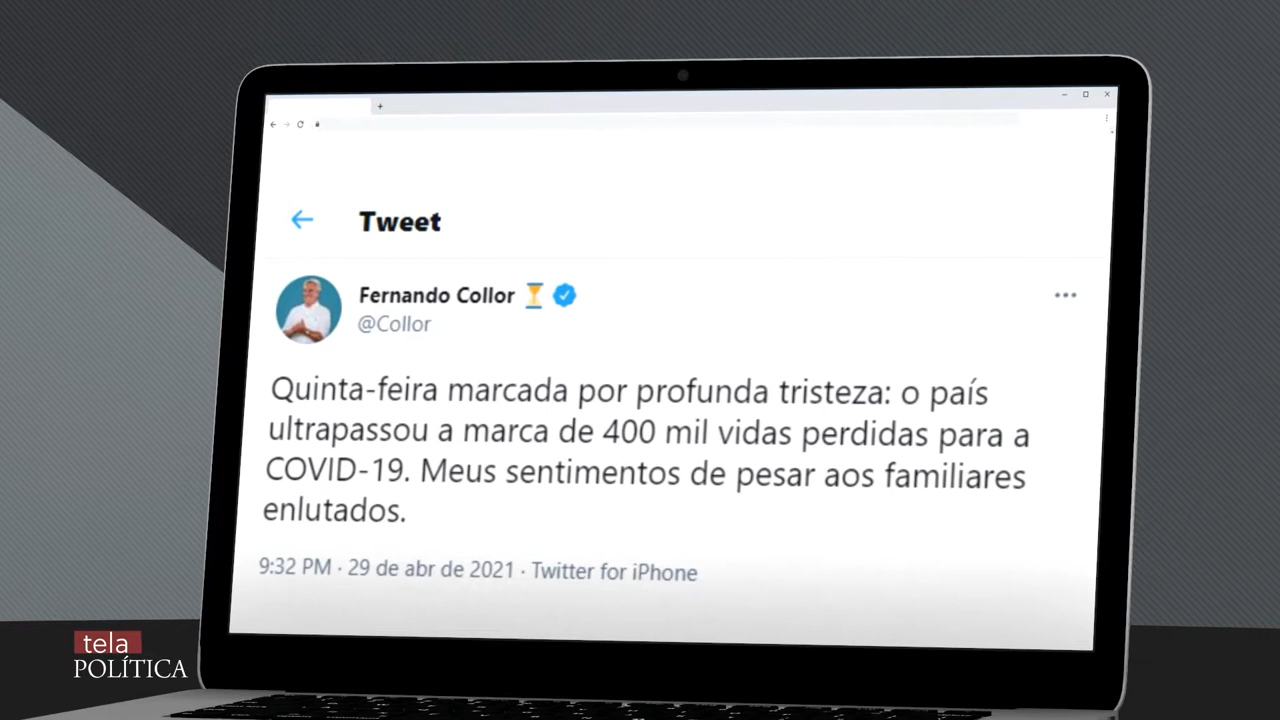 Tweet
Fernando Collor
@Collor
Quinta-feira marcada por profunda tristeza: o país
ultrapassou a marca de 400 mil vidas perdidas para a
COVID-19. Meus sentimentos de pesar aos familiares
enlutados.
9:32 PM · 29 de abr de 2021 · Twitter for iPhone
tela
POLÍTICA